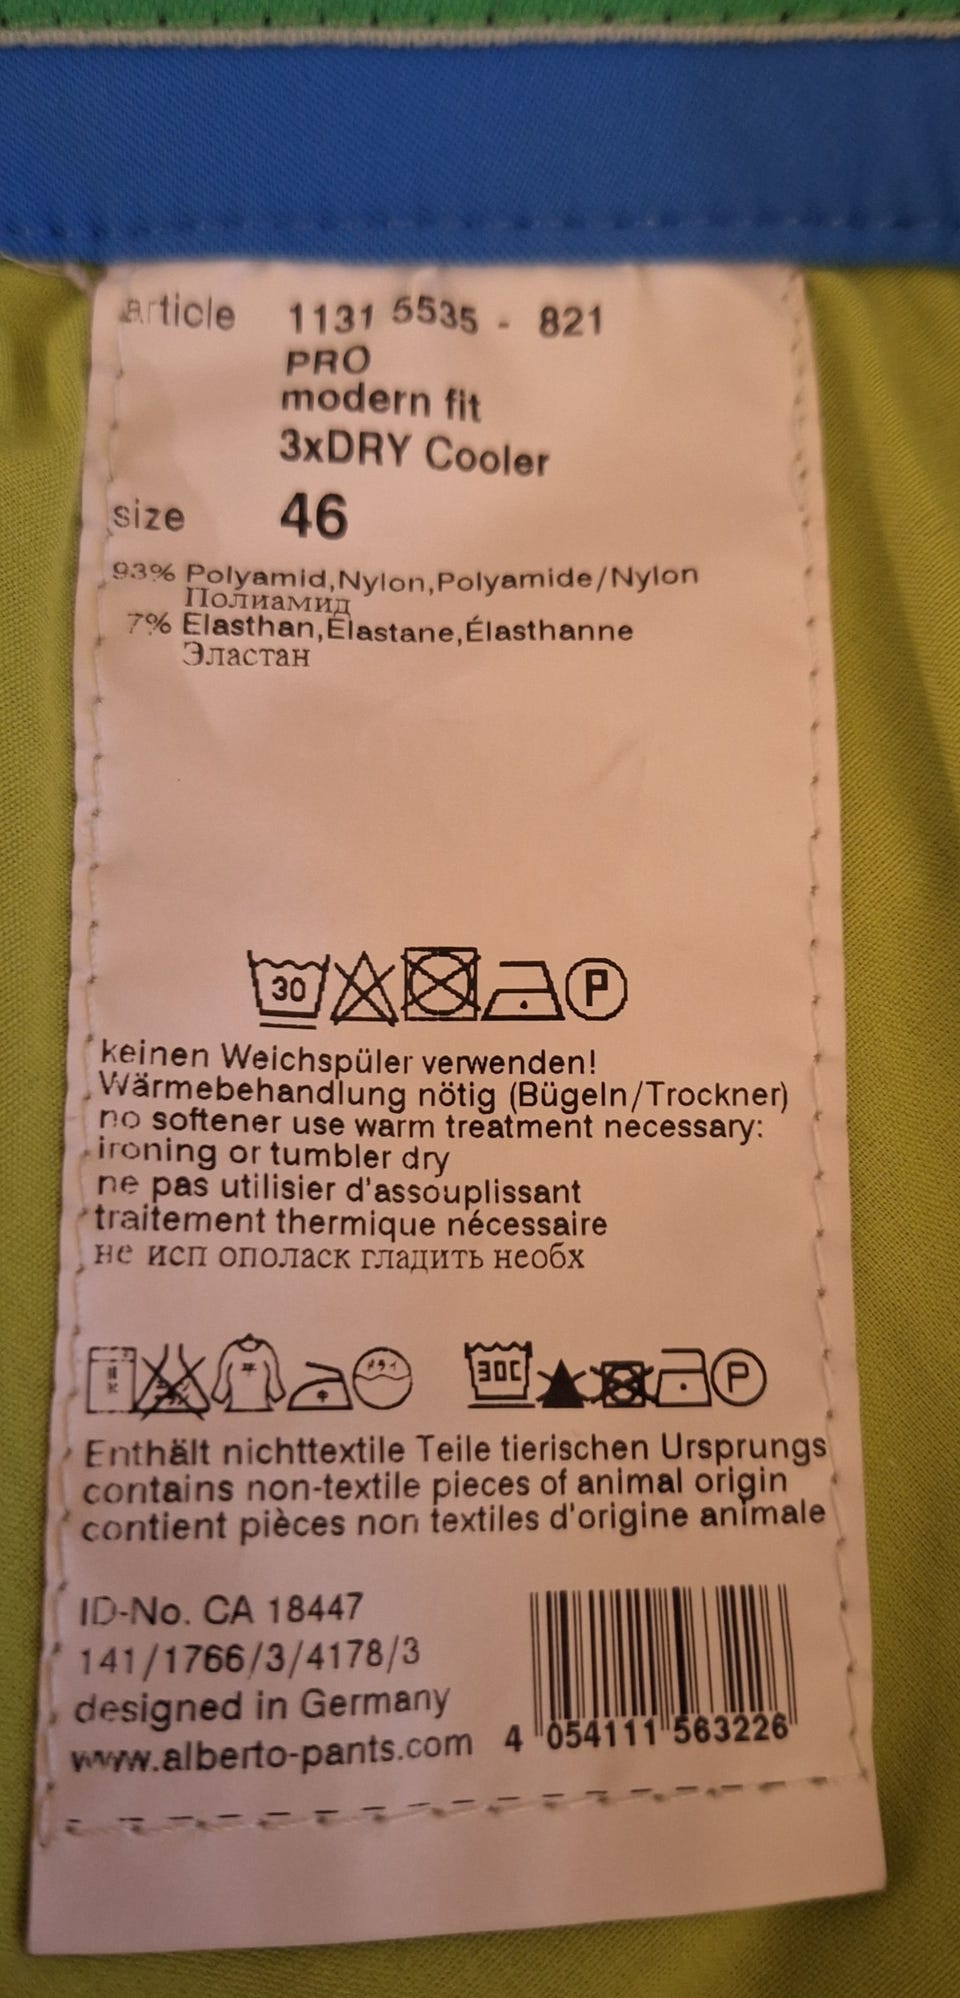 article 1131 5535 - 821
PRO
modern fit
3xDRY Cooler
size 46
93% Polyamid,Nylon,Polyamide/Nylon
Полиамид
7% Elasthan,Elastane,Élasthanne
Эластан
30 P
keinen Weichspüler verwenden!
Wärmebehandlung nötig (Bügeln/Trockner)
no softener use warm treatment necessary:
ironing or tumbler dry
ne pas utilisier d'assouplissant
traitement thermique nécessaire
не исп ополаск гладить необх
30C P
Enthält nichttextile Teile tierischen Ursprungs
contains non-textile pieces of animal origin
contient pièces non textiles d'origine animale
ID-No. CA 18447
141/1766/3/4178/3
designed in Germany
www.alberto-pants.com
4 054111 563226